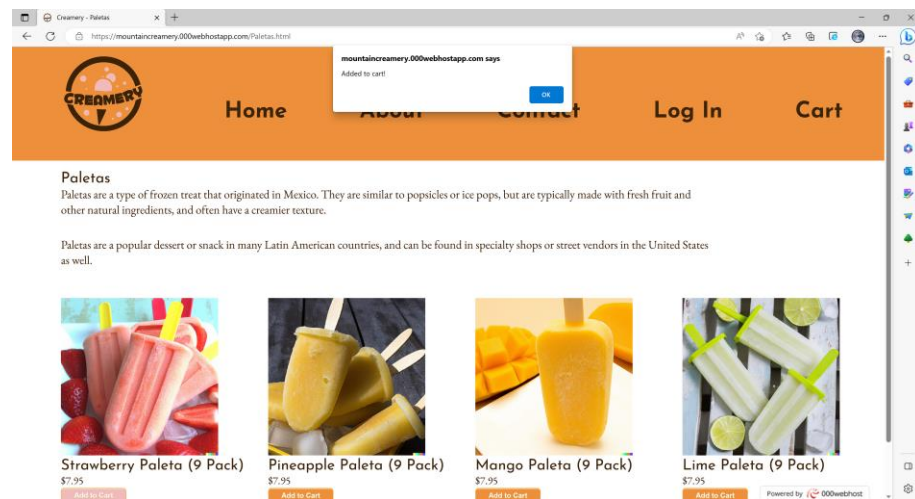 Creamery - Paletas
https://mountaincreamery.000webhostapp.com/Paletas.html
mountaincreamery.000webhostapp.com says
Added to cart!
OK
CREAMERY
Home
About
Contact
Log In
Cart
Paletas
Paletas are a type of frozen treat that originated in Mexico. They are similar to popsicles or ice pops, but are typically made with fresh fruit and
other natural ingredients, and often have a creamier texture.
Paletas are a popular dessert or snack in many Latin American countries, and can be found in specialty shops or street vendors in the United States
as well.
Strawberry Paleta (9 Pack)
$7.95
Add to Cart
Pineapple Paleta (9 Pack)
$7.95
Add to Cart
Mango Paleta (9 Pack)
$7.95
Add to Cart
Lime Paleta (9 Pack)
$7.95
Add to Cart
Powered by 000webhost